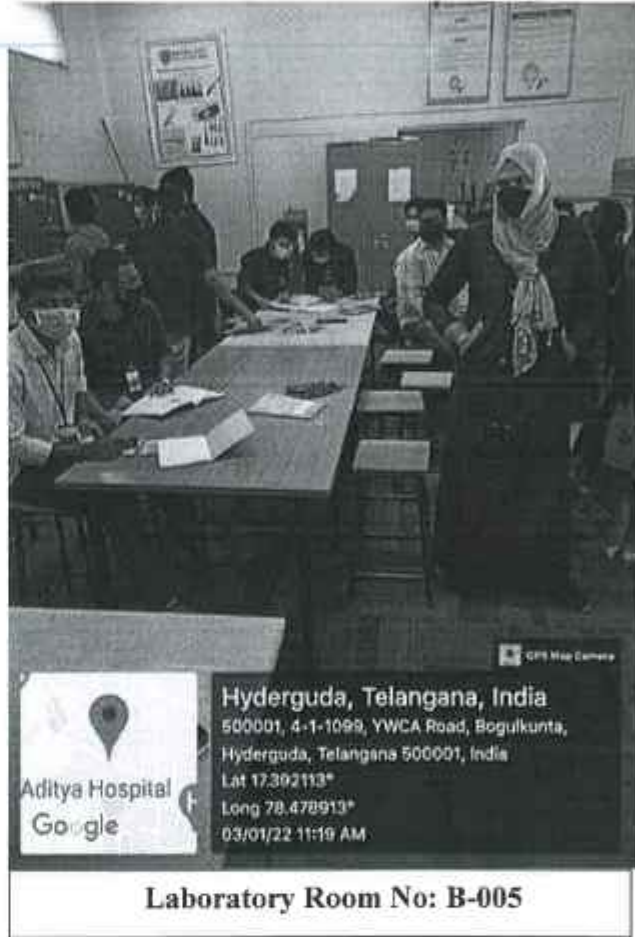 GPS Map Camera
Hyderguda, Telangana, India
500001, 4-1-1099, YWCA Road, Bogulkunta,
Hyderguda, Telangana 500001, India
Lat 17.392113°
Long 78.478913°
03/01/22 11:19 AM
Aditya Hospital
Google
Laboratory Room No: B-005